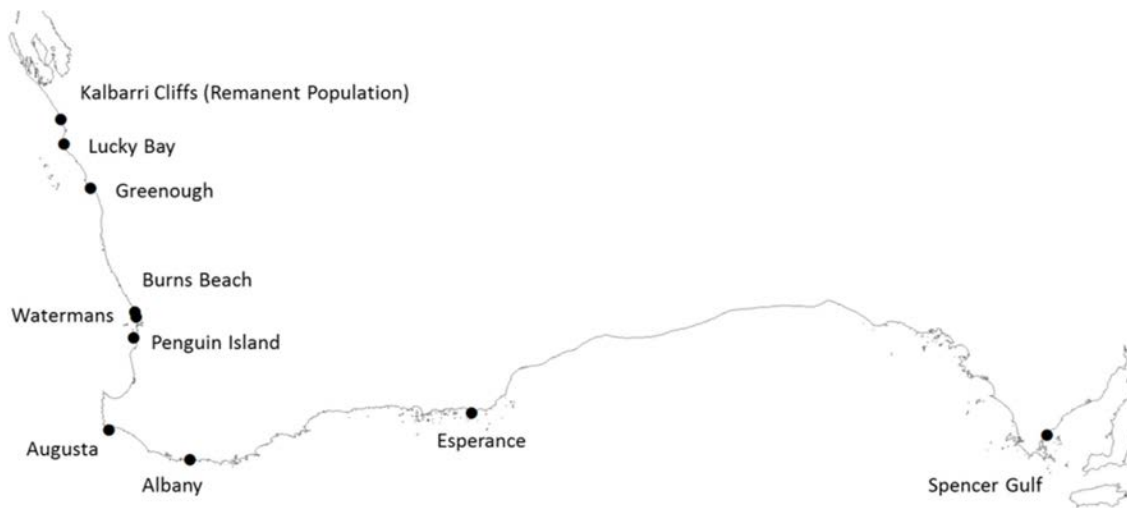 Kalbarri Cliffs (Remanent Population)
Lucky Bay
Greenough
Burns Beach
Watermans
Penguin Island
Augusta
Albany
Esperance
Spencer Gulf